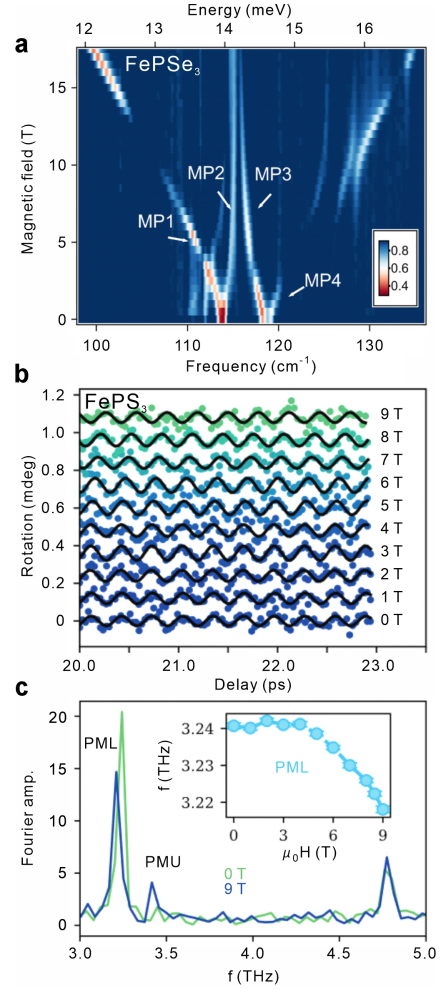 Energy (meV)
12 13 14 15 16
a
FePSe3
Magnetic field (T)
15
10
5
0
MP2
MP3
MP1
MP4
0.8
0.6
0.4
100 110 120 130
Frequency (cm⁻¹)
b
FePS3
Rotation (mdeg)
1.2
1.0
0.8
0.6
0.4
0.2
0
9 T
8 T
7 T
6 T
5 T
4 T
3 T
2 T
1 T
0 T
20.0 21.0 22.0 23.0
Delay (ps)
c
Fourier amp.
20
15
10
5
0
PML
PMU
0 T
9 T
f (THz)
3.24
3.23
3.22
PML
0 3 6 9
μ₀H (T)
3.0 3.5 4.0 4.5 5.0
f (THz)